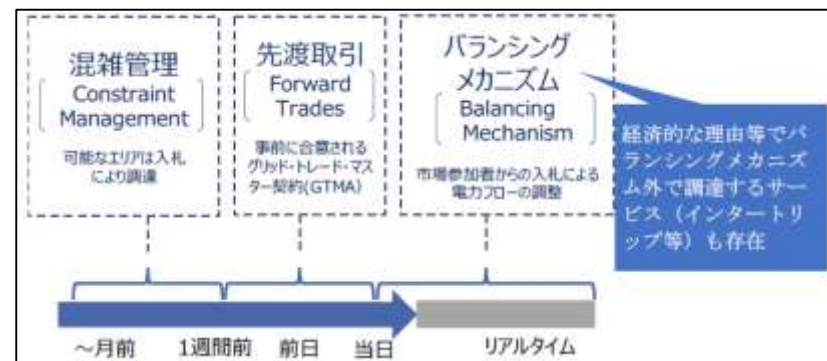 混雑管理
Constraint
Management
可能なエリアは入札
により調達
先渡取引
Forward
Trades
事前に合意される
グリッド・トレード・マス
ター契約(GTMA)
バランシング
メカニズム
Balancing
Mechanism
市場参加者からの入札による
電力フローの調整
経済的な理由等でバ
ランシングメカニズ
ム外で調達するサー
ビス（インタートリ
ップ等）も存在
～月前
1週間前
前日
当日
リアルタイム